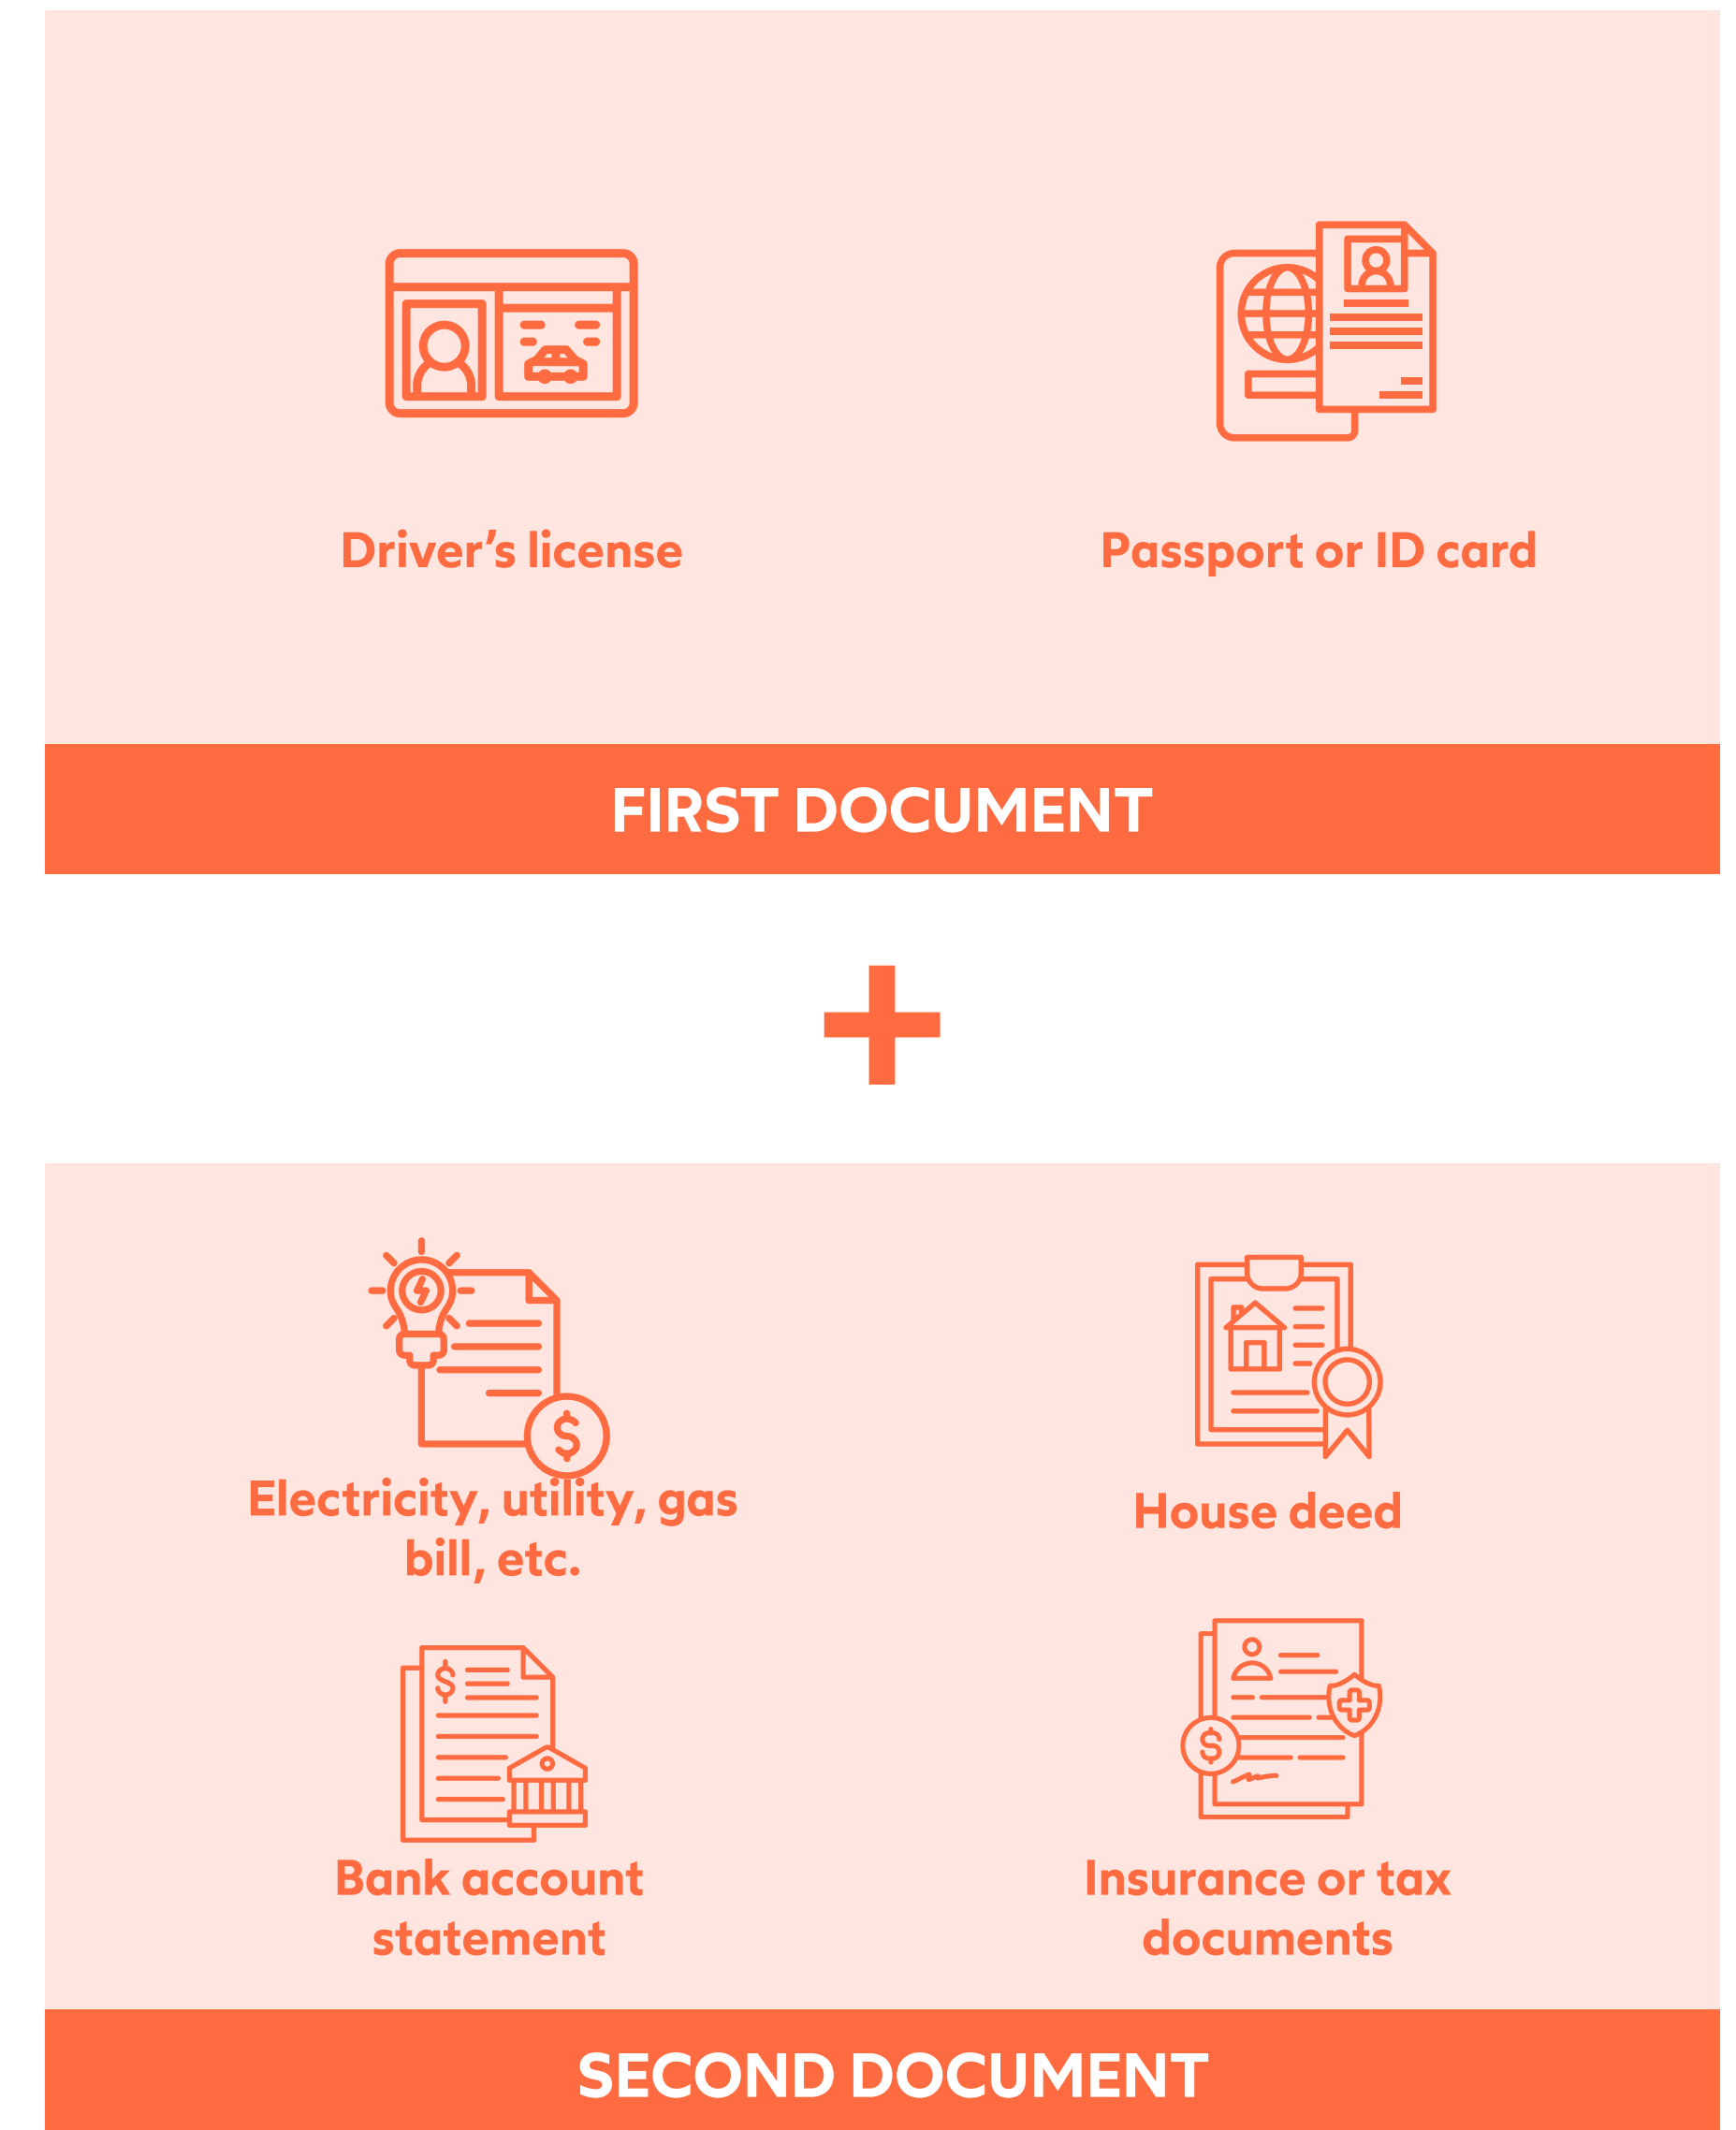 Driver’s license
Passport or ID card
FIRST DOCUMENT
+
Electricity, utility, gas
bill, etc.
House deed
Bank account
statement
Insurance or tax
documents
SECOND DOCUMENT